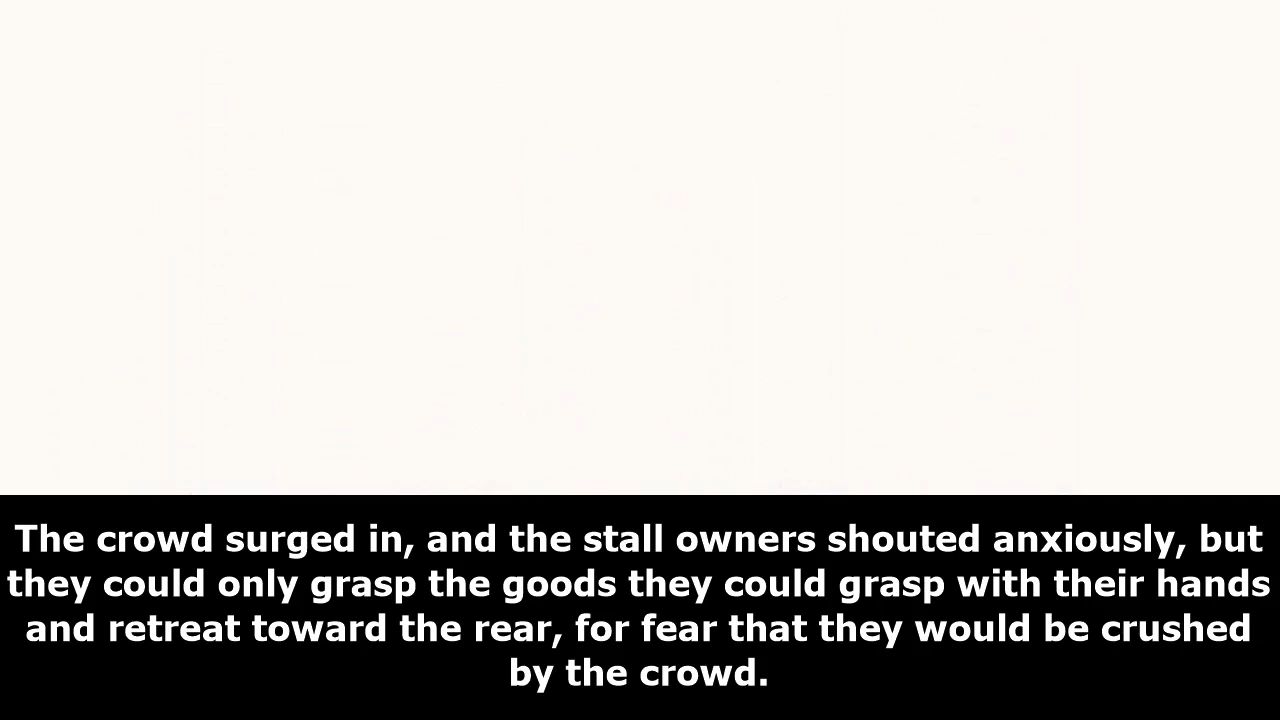 The crowd surged in, and the stall owners shouted anxiously, but
they could only grasp the goods they could grasp with their hands
and retreat toward the rear, for fear that they would be crushed
by the crowd.